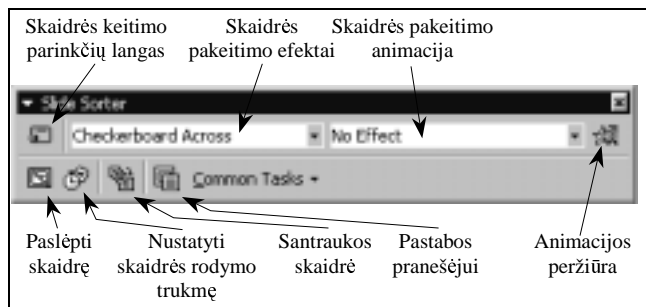 Skaidrės keitimo parinkčių langas
Skaidrės pakeitimo efektai
Skaidrės pakeitimo animacija
Slide Sorter
Checkerboard Across
No Effect
Common Tasks
Paslėpti skaidrę
Nustatyti skaidrės rodymo trukmę
Santraukos skaidrė
Pastabos pranešėjui
Animacijos peržiūra